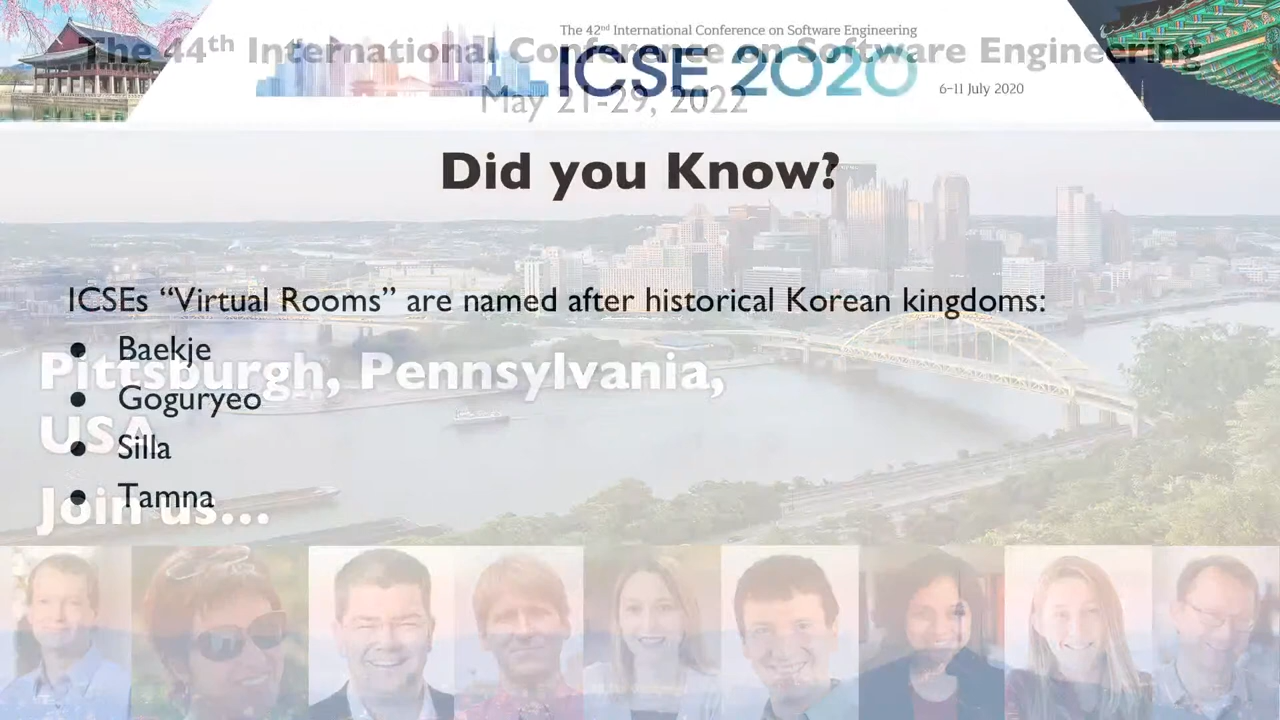 The 42nd International Conference on Software Engineering
The 44th International Conference on Software Engineering
ICSE 2020
6-11 July 2020
May 21-29, 2022
Did you Know?
ICSEs “Virtual Rooms” are named after historical Korean kingdoms:
● Baekje
Pittsburgh, Pennsylvania,
● Goguryeo
USA
● Silla
● Tamna
Join us...